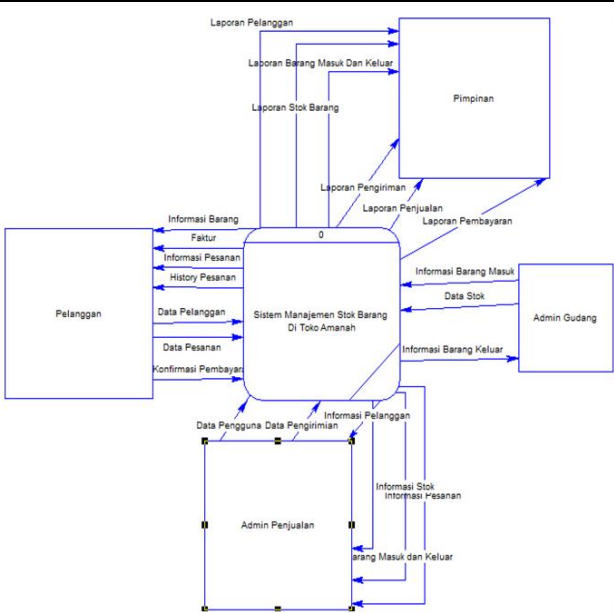 Laporan Pelanggan
Laporan Barang Masuk Dan Keluar
Laporan Stok Barang
Pimpinan
Laporan Pengiriman
Laporan Penjualan
Laporan Pembayaran
Informasi Barang
Faktur
Informasi Pesanan
History Pesanan
0
Pelanggan
Data Pelanggan
Data Pesanan
Konfirmasi Pembayar
Sistem Manajemen Stok Barang
Di Toko Amanah
Informasi Barang Masuk
Data Stok
Admin Gudang
Informasi Barang Keluar
Informasi Pelanggan
Data Pengguna
Data Pengirimian
Informasi Stok
Informasi Pesanan
Admin Penjualan
arang Masuk dan Keluar